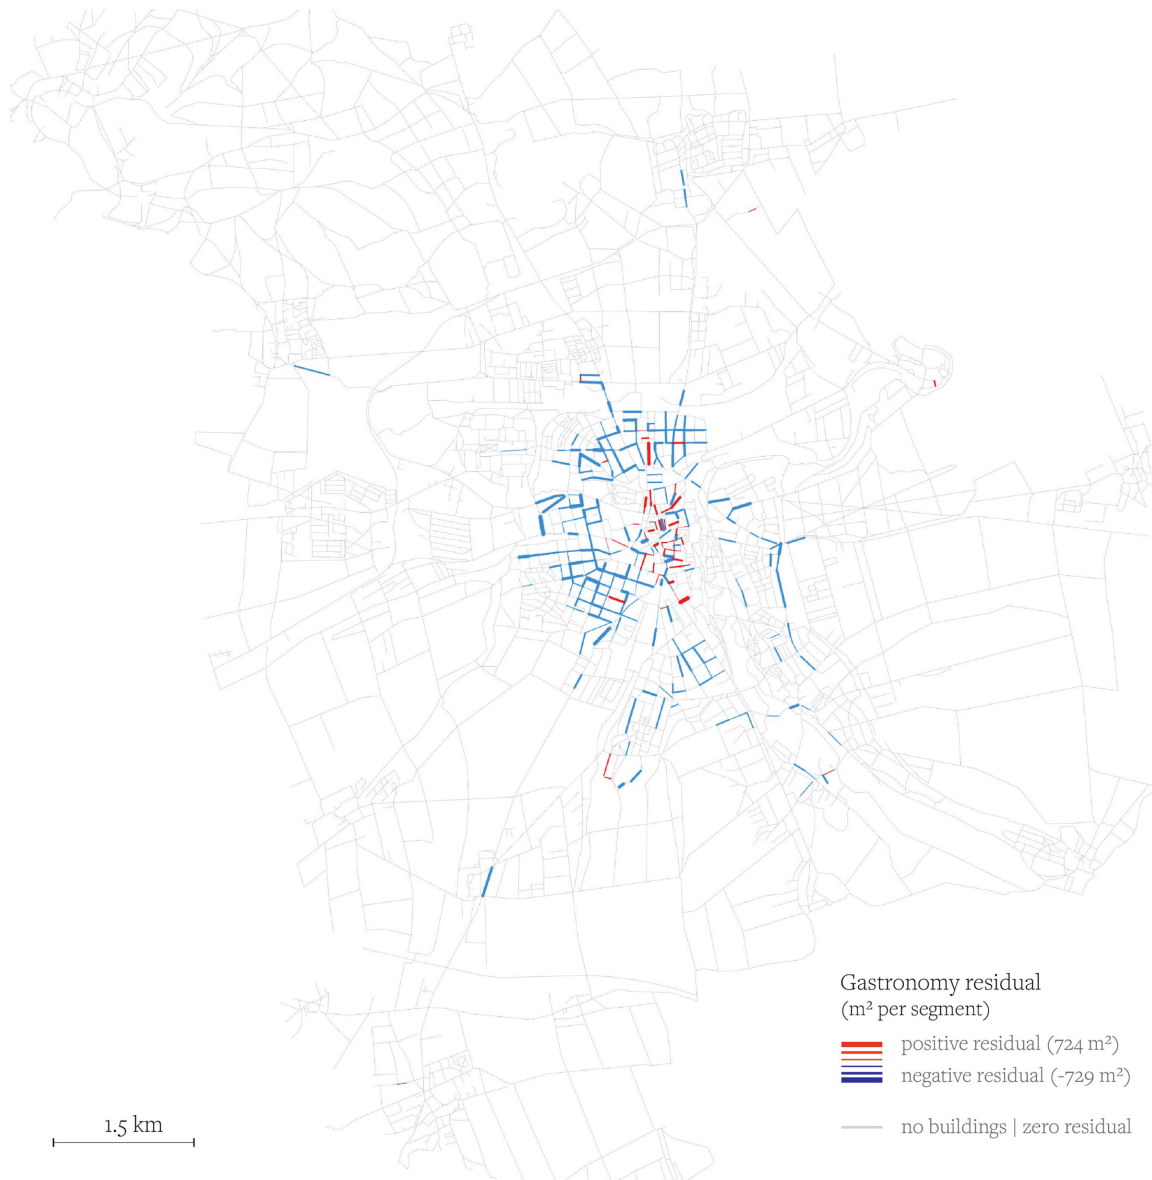 Gastronomy residual
(m² per segment)
positive residual (724 m²)
negative residual (-729 m²)
no buildings | zero residual
1.5 km